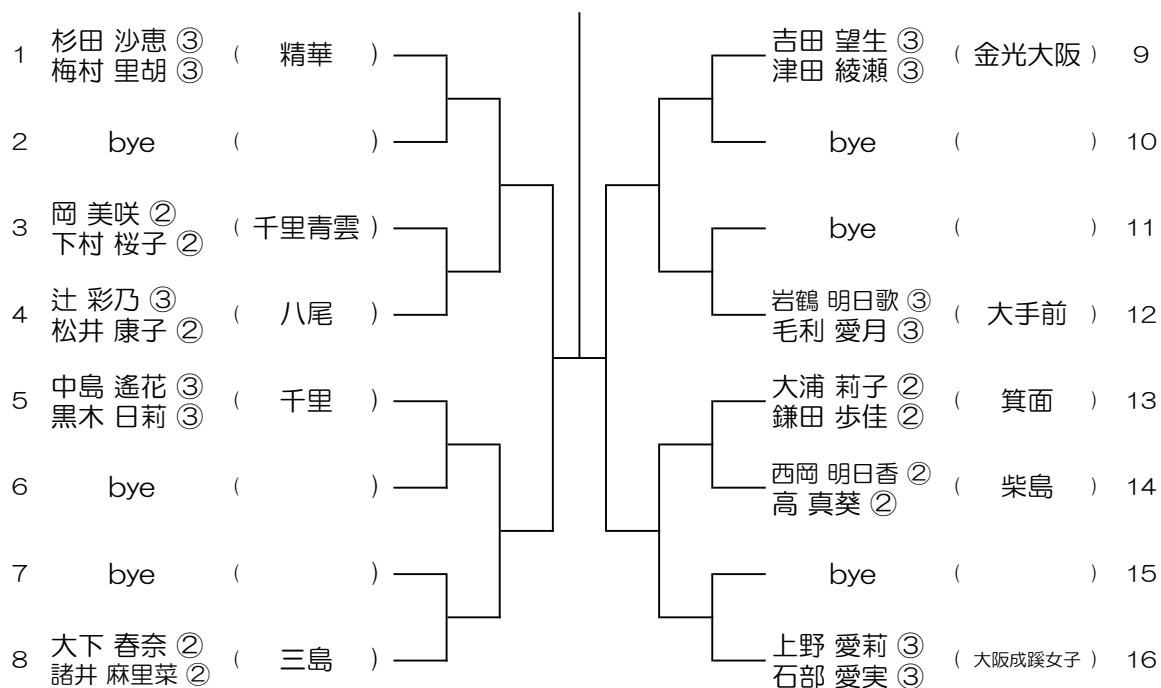 1 杉田 沙恵 ③ ( 精華 )
梅村 里胡 ③
2 bye ( )
3 岡 美咲 ② ( 千里青雲 )
下村 桜子 ②
4 辻 彩乃 ③ ( 八尾 )
松井 康子 ②
5 中島 遙花 ③ ( 千里 )
黒木 日莉 ③
6 bye ( )
7 bye ( )
8 大下 春奈 ② ( 三島 )
諸井 麻里菜 ②
吉田 望生 ③ ( 金光大阪 ) 9
津田 綾瀬 ③
bye ( ) 10
bye ( ) 11
岩鶴 明日歌 ③ ( 大手前 ) 12
毛利 愛月 ③
大浦 莉子 ② ( 箕面 ) 13
鎌田 歩佳 ②
西岡 明日香 ② ( 柴島 ) 14
高 真葵 ②
bye ( ) 15
上野 愛莉 ③ ( 大阪成蹊女子 ) 16
石部 愛実 ③